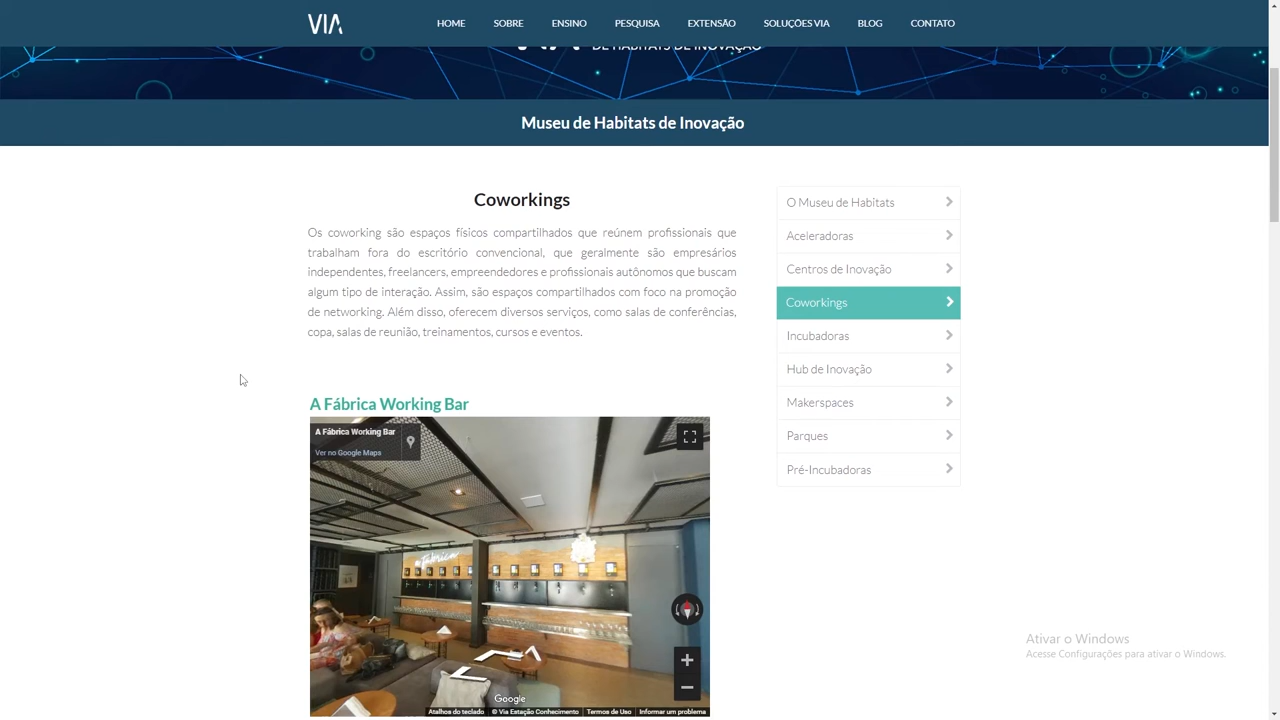 VIA HOME SOBRE ENSINO PESQUISA EXTENSÃO SOLUÇÕES VIA BLOG CONTATO
DE HABITATS DE INOVAÇÃO
Museu de Habitats de Inovação
Coworkings
Os coworking são espaços físicos compartilhados que reúnem profissionais que
trabalham fora do escritório convencional, que geralmente são empresários
independentes, freelancers, empreendedores e profissionais autônomos que buscam
algum tipo de interação. Assim, são espaços compartilhados com foco na promoção
de networking. Além disso, oferecem diversos serviços, como salas de conferências,
copa, salas de reunião, treinamentos, cursos e eventos.
O Museu de Habitats
Aceleradoras
Centros de Inovação
Coworkings
Incubadoras
Hub de Inovação
Makerspaces
Parques
Pré-Incubadoras
A Fábrica Working Bar
A Fábrica Working Bar
Ver no Google Maps
a Fábrica
Google
Atalhos do teclado © Via Estação Conhecimento Termos de Uso Informar um problema
Ativar o Windows
Acesse Configurações para ativar o Windows.